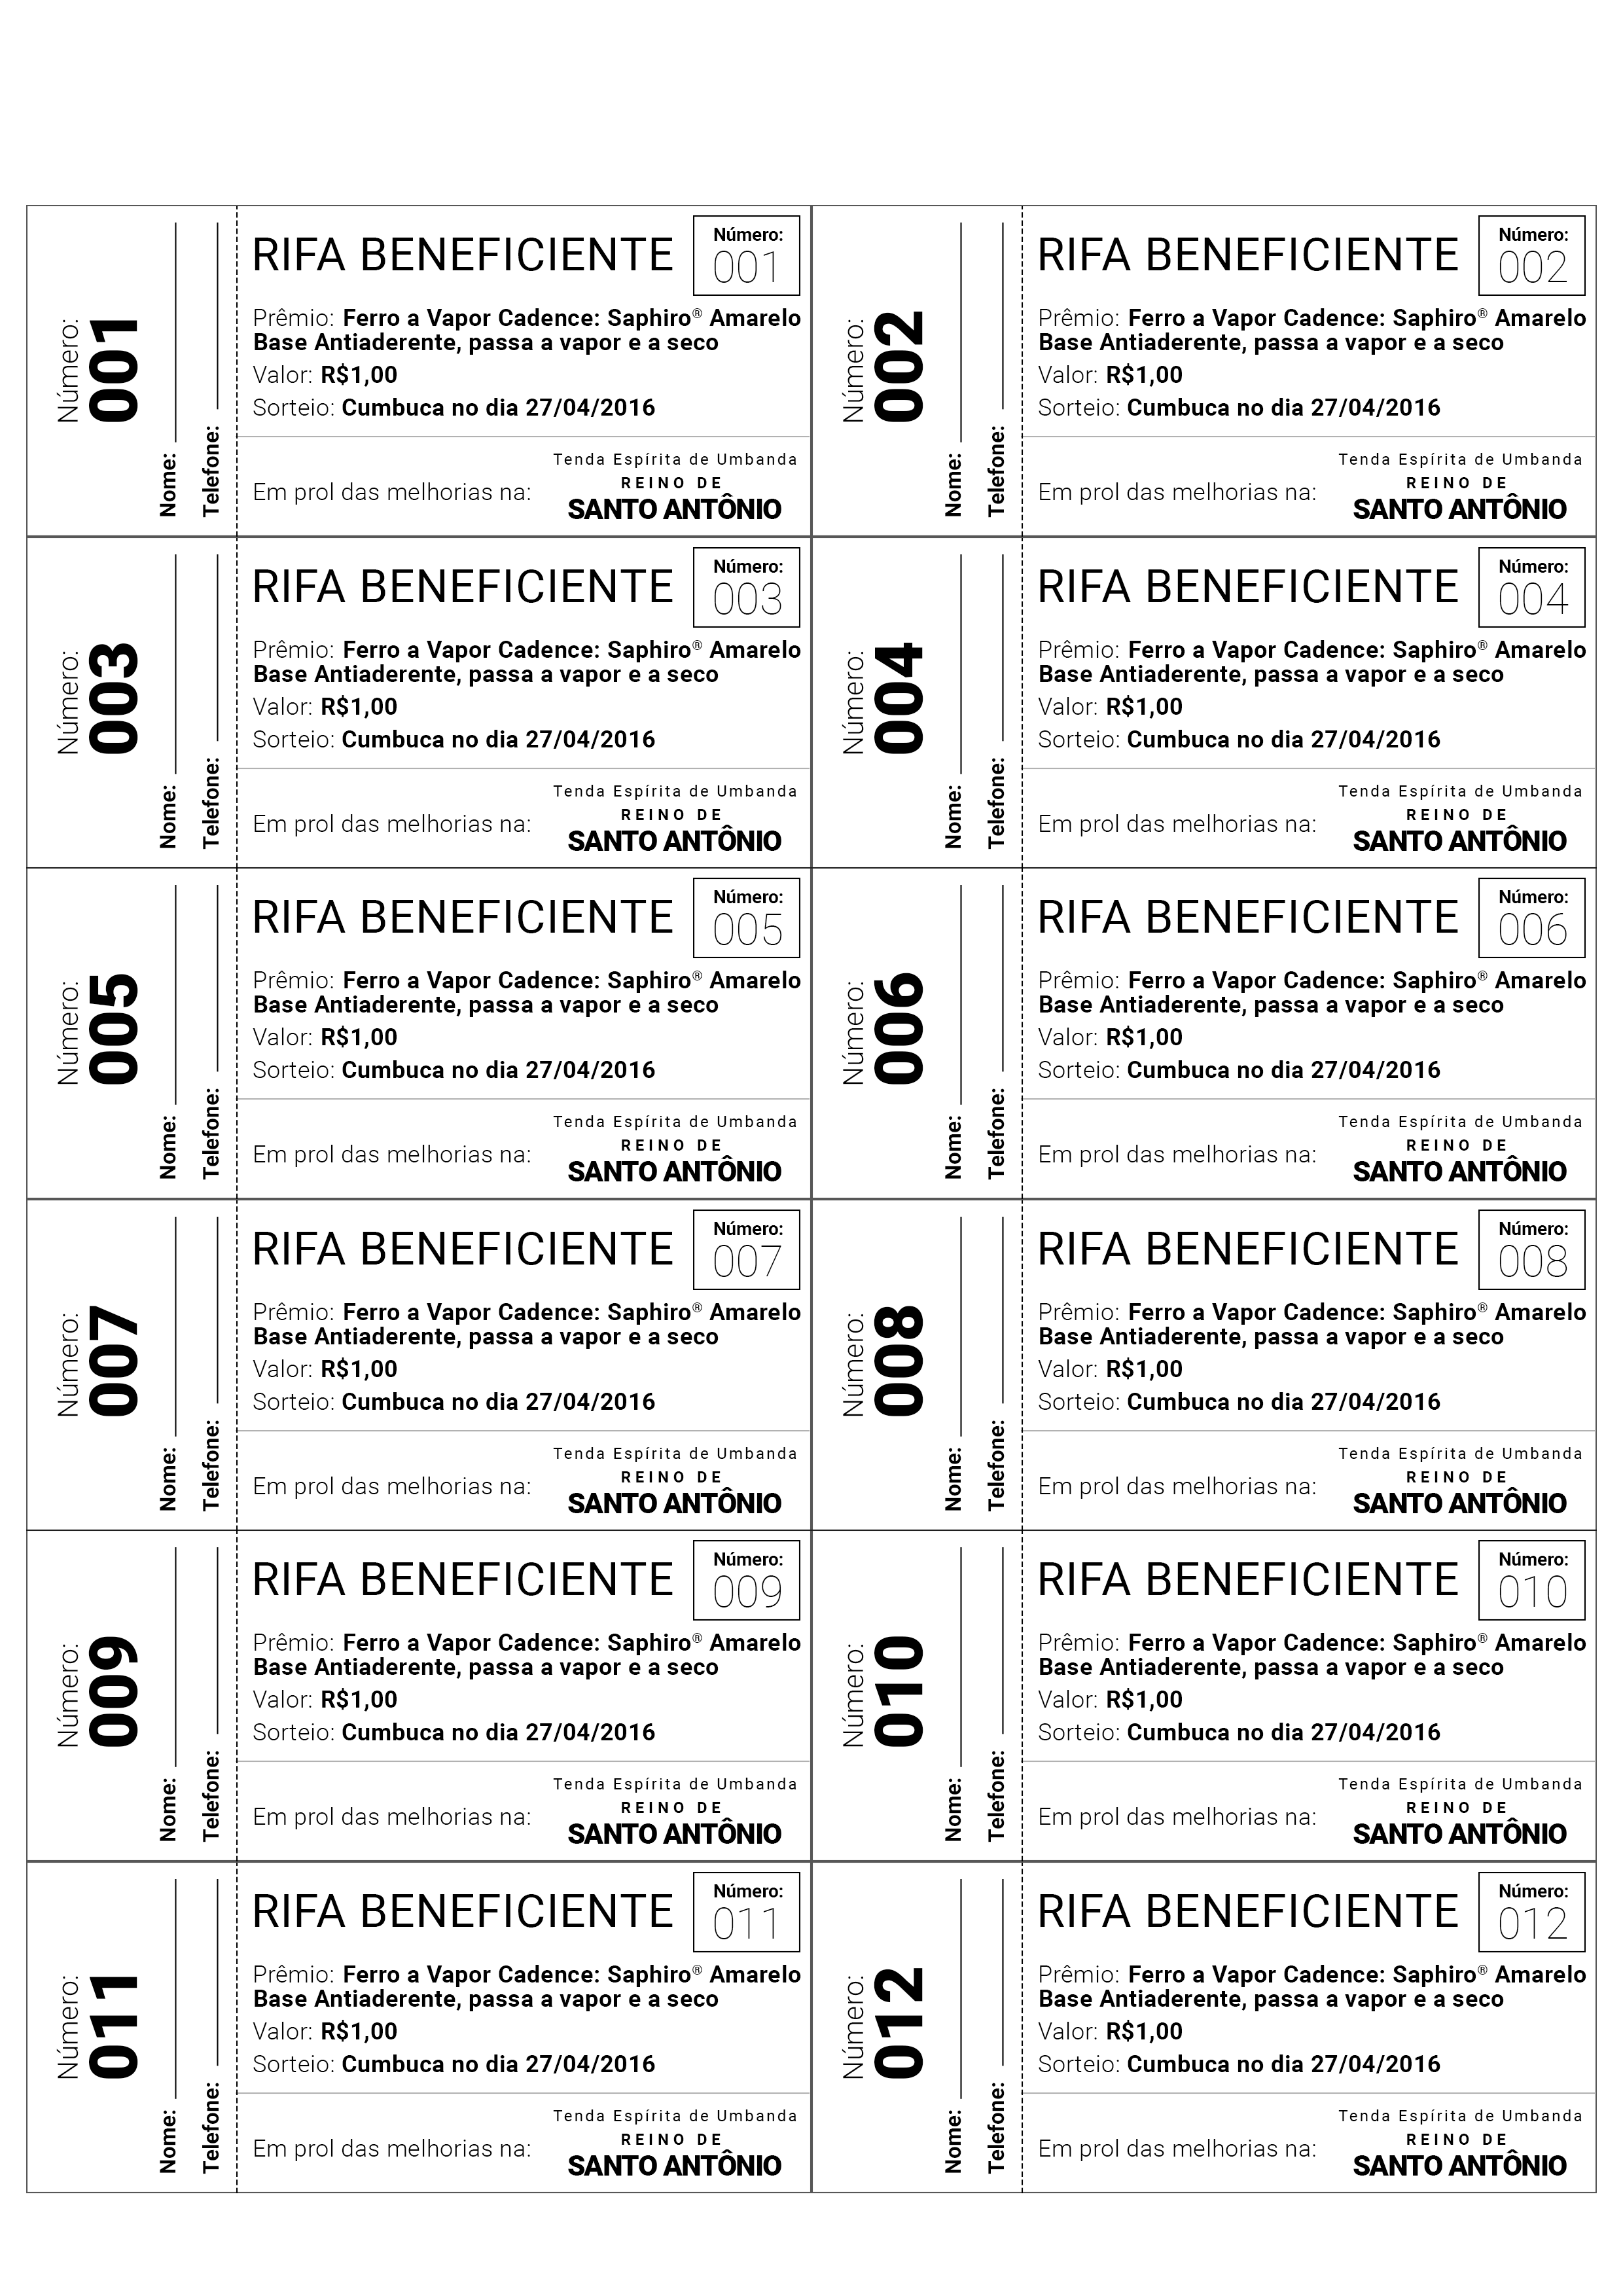 Número:
001
Nome:
Telefone:
RIFA BENEFICIENTE
Número:
001
Prêmio: Ferro a Vapor Cadence: Saphiro® Amarelo
Base Antiaderente, passa a vapor e a seco
Valor: R$1,00
Sorteio: Cumbuca no dia 27/04/2016
Em prol das melhorias na:
Tenda Espírita de Umbanda
REINO DE
SANTO ANTÔNIO
Número:
002
Nome:
Telefone:
RIFA BENEFICIENTE
Número:
002
Prêmio: Ferro a Vapor Cadence: Saphiro® Amarelo
Base Antiaderente, passa a vapor e a seco
Valor: R$1,00
Sorteio: Cumbuca no dia 27/04/2016
Em prol das melhorias na:
Tenda Espírita de Umbanda
REINO DE
SANTO ANTÔNIO
Número:
003
Nome:
Telefone:
RIFA BENEFICIENTE
Número:
003
Prêmio: Ferro a Vapor Cadence: Saphiro® Amarelo
Base Antiaderente, passa a vapor e a seco
Valor: R$1,00
Sorteio: Cumbuca no dia 27/04/2016
Em prol das melhorias na:
Tenda Espírita de Umbanda
REINO DE
SANTO ANTÔNIO
Número:
004
Nome:
Telefone:
RIFA BENEFICIENTE
Número:
004
Prêmio: Ferro a Vapor Cadence: Saphiro® Amarelo
Base Antiaderente, passa a vapor e a seco
Valor: R$1,00
Sorteio: Cumbuca no dia 27/04/2016
Em prol das melhorias na:
Tenda Espírita de Umbanda
REINO DE
SANTO ANTÔNIO
Número:
005
Nome:
Telefone:
RIFA BENEFICIENTE
Número:
005
Prêmio: Ferro a Vapor Cadence: Saphiro® Amarelo
Base Antiaderente, passa a vapor e a seco
Valor: R$1,00
Sorteio: Cumbuca no dia 27/04/2016
Em prol das melhorias na:
Tenda Espírita de Umbanda
REINO DE
SANTO ANTÔNIO
Número:
006
Nome:
Telefone:
RIFA BENEFICIENTE
Número:
006
Prêmio: Ferro a Vapor Cadence: Saphiro® Amarelo
Base Antiaderente, passa a vapor e a seco
Valor: R$1,00
Sorteio: Cumbuca no dia 27/04/2016
Em prol das melhorias na:
Tenda Espírita de Umbanda
REINO DE
SANTO ANTÔNIO
Número:
007
Nome:
Telefone:
RIFA BENEFICIENTE
Número:
007
Prêmio: Ferro a Vapor Cadence: Saphiro® Amarelo
Base Antiaderente, passa a vapor e a seco
Valor: R$1,00
Sorteio: Cumbuca no dia 27/04/2016
Em prol das melhorias na:
Tenda Espírita de Umbanda
REINO DE
SANTO ANTÔNIO
Número:
008
Nome:
Telefone:
RIFA BENEFICIENTE
Número:
008
Prêmio: Ferro a Vapor Cadence: Saphiro® Amarelo
Base Antiaderente, passa a vapor e a seco
Valor: R$1,00
Sorteio: Cumbuca no dia 27/04/2016
Em prol das melhorias na:
Tenda Espírita de Umbanda
REINO DE
SANTO ANTÔNIO
Número:
009
Nome:
Telefone:
RIFA BENEFICIENTE
Número:
009
Prêmio: Ferro a Vapor Cadence: Saphiro® Amarelo
Base Antiaderente, passa a vapor e a seco
Valor: R$1,00
Sorteio: Cumbuca no dia 27/04/2016
Em prol das melhorias na:
Tenda Espírita de Umbanda
REINO DE
SANTO ANTÔNIO
Número:
010
Nome:
Telefone:
RIFA BENEFICIENTE
Número:
010
Prêmio: Ferro a Vapor Cadence: Saphiro® Amarelo
Base Antiaderente, passa a vapor e a seco
Valor: R$1,00
Sorteio: Cumbuca no dia 27/04/2016
Em prol das melhorias na:
Tenda Espírita de Umbanda
REINO DE
SANTO ANTÔNIO
Número:
011
Nome:
Telefone:
RIFA BENEFICIENTE
Número:
011
Prêmio: Ferro a Vapor Cadence: Saphiro® Amarelo
Base Antiaderente, passa a vapor e a seco
Valor: R$1,00
Sorteio: Cumbuca no dia 27/04/2016
Em prol das melhorias na:
Tenda Espírita de Umbanda
REINO DE
SANTO ANTÔNIO
Número:
012
Nome:
Telefone:
RIFA BENEFICIENTE
Número:
012
Prêmio: Ferro a Vapor Cadence: Saphiro® Amarelo
Base Antiaderente, passa a vapor e a seco
Valor: R$1,00
Sorteio: Cumbuca no dia 27/04/2016
Em prol das melhorias na:
Tenda Espírita de Umbanda
REINO DE
SANTO ANTÔNIO